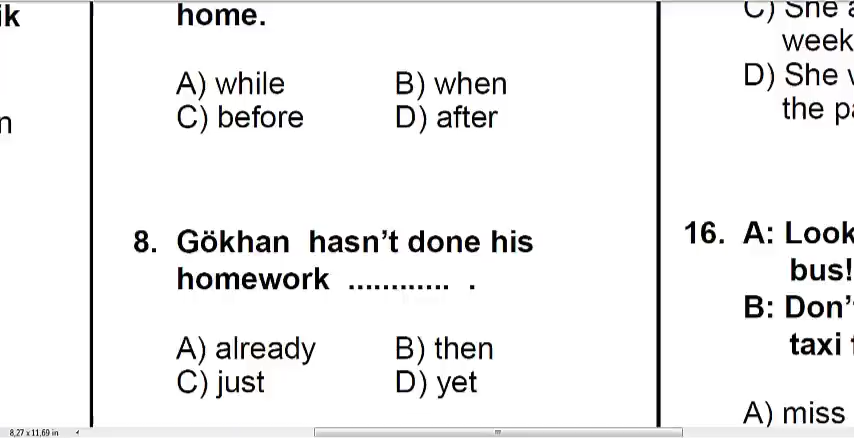 ik
n
home.
A) while B) when
C) before D) after
8. Gökhan hasn't done his
homework ............. .
A) already B) then
C) just D) yet
C) She
week
D) She
the
16. A: Look
bus!
B: Don'
taxi
A) miss
8,27 x 11,69 in